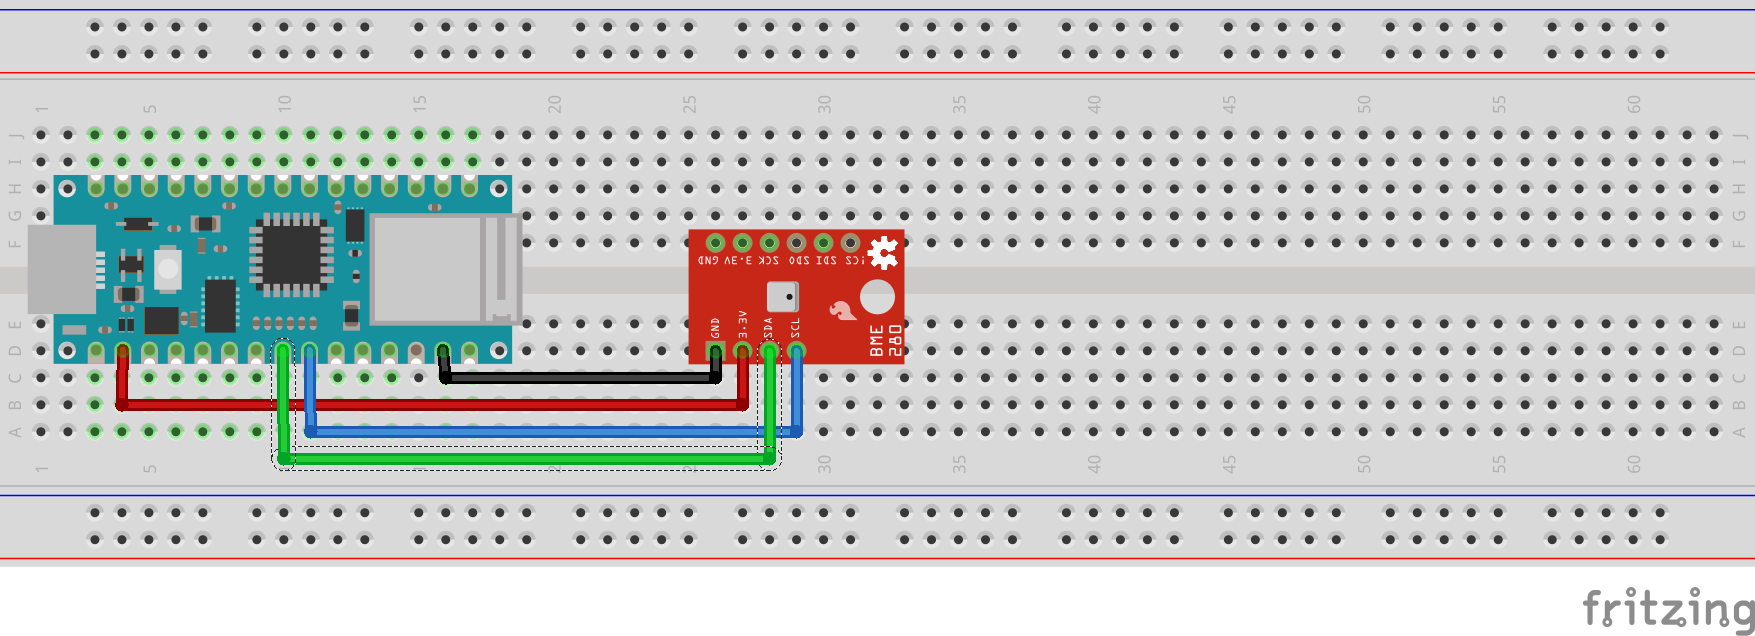 1 5 10 15 20 25 30 35 40 45 50 55 60
J J
I I
H H
G G
F F
GND 3.3V SCK SDO SDI !CS
GND 3.3V SDA SCL
BME
280
E E
D D
C C
B B
A A
1 5 30 35 40 45 50 55 60
fritzing